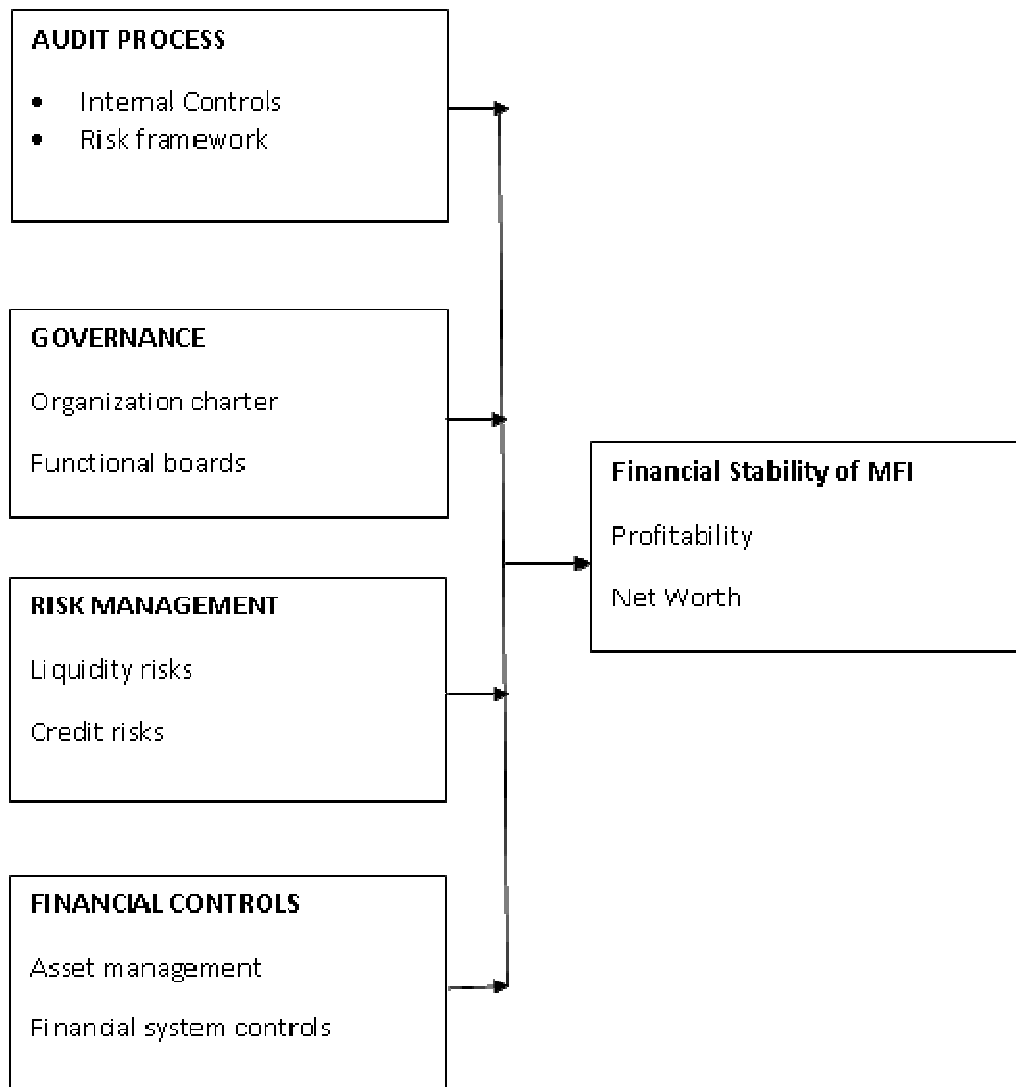 AUDIT PROCESS
• Internal Controls
• Risk framework
GOVERNANCE
Organization charter
Functional boards
RISK MANAGEMENT
Liquidity risks
Credit risks
FINANCIAL CONTROLS
Asset management
Financial system controls
Financial Stability of MFI
Profitability
Net Worth